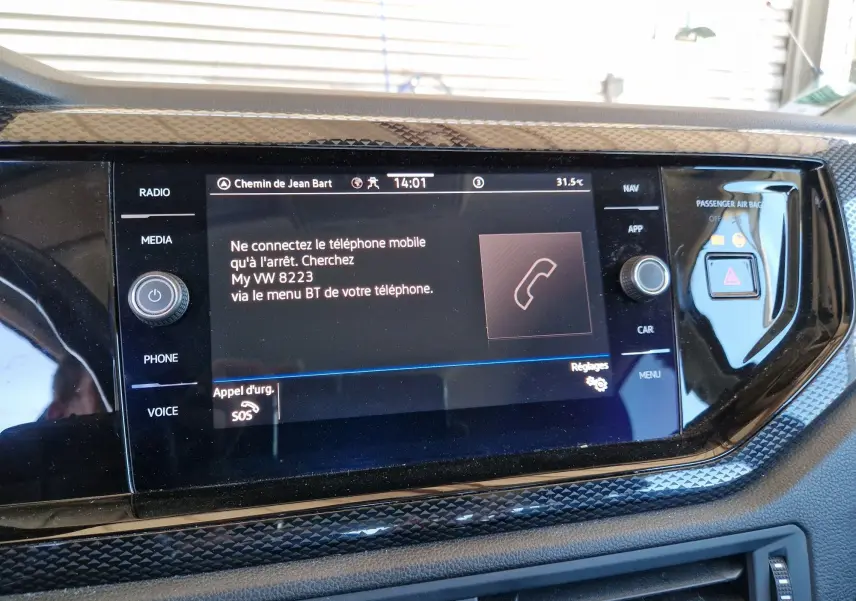 RADIO
MEDIA
PHONE
VOICE
Chemin de Jean Bart
14:01
3
31.5°C
Ne connectez le téléphone mobile
qu'à l'arrêt. Cherchez
My VW 8223
via le menu BT de votre téléphone.
Appel d'urg.
SOS
Réglages
NAV
APP
CAR
MENU
PASSENGER AIR BAG